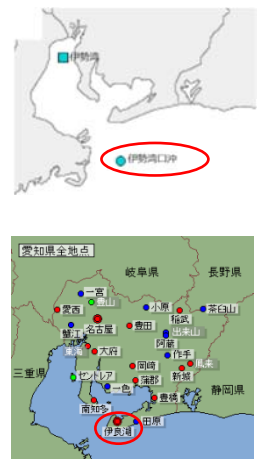 伊勢湾
伊勢湾口沖
愛知県全地点
岐阜県
長野県
一宮
愛西
豊山
小原
稲武
茶臼山
名古屋
豊田
出来山
蟹江
阿蔵
東海
大府
作手
岡崎
鳳来
三重県
セントレア
一色
蒲郡
新城
静岡県
南知多
豊橋
伊良湖
田原